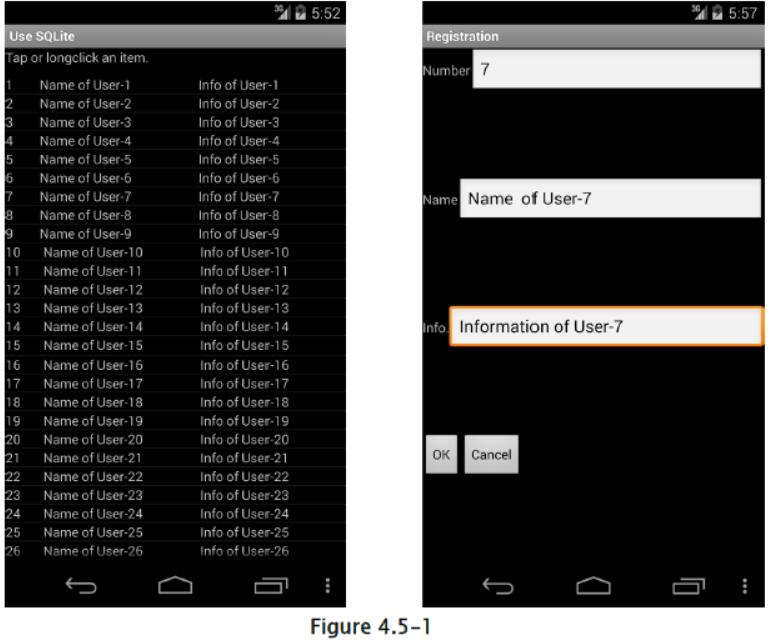 3G 5:52
Use SQLite
Tap or longclick an item.
1 Name of User-1 Info of User-1
2 Name of User-2 Info of User-2
3 Name of User-3 Info of User-3
4 Name of User-4 Info of User-4
5 Name of User-5 Info of User-5
6 Name of User-6 Info of User-6
7 Name of User-7 Info of User-7
8 Name of User-8 Info of User-8
9 Name of User-9 Info of User-9
10 Name of User-10 Info of User-10
11 Name of User-11 Info of User-11
12 Name of User-12 Info of User-12
13 Name of User-13 Info of User-13
14 Name of User-14 Info of User-14
15 Name of User-15 Info of User-15
16 Name of User-16 Info of User-16
17 Name of User-17 Info of User-17
18 Name of User-18 Info of User-18
19 Name of User-19 Info of User-19
20 Name of User-20 Info of User-20
21 Name of User-21 Info of User-21
22 Name of User-22 Info of User-22
23 Name of User-23 Info of User-23
24 Name of User-24 Info of User-24
25 Name of User-25 Info of User-25
26 Name of User-26 Info of User-26
3G 5:57
Registration
Number 7
Name Name of User-7
Info. Information of User-7
OK Cancel
Figure 4.5-1